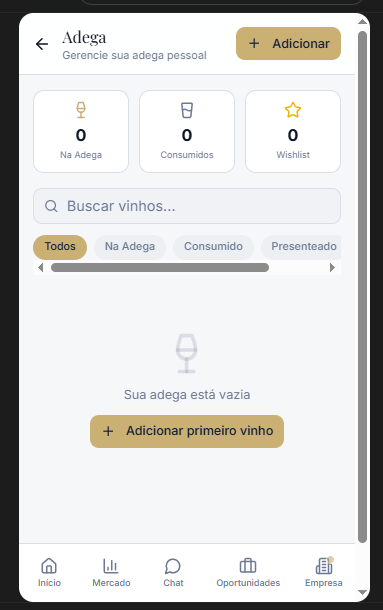 Adega
Gerencie sua adega pessoal
Adicionar
0
Na Adega
0
Consumidos
0
Wishlist
Buscar vinhos...
Todos
Na Adega
Consumido
Presenteado
Sua adega está vazia
Adicionar primeiro vinho
Início
Mercado
Chat
Oportunidades
Empresa